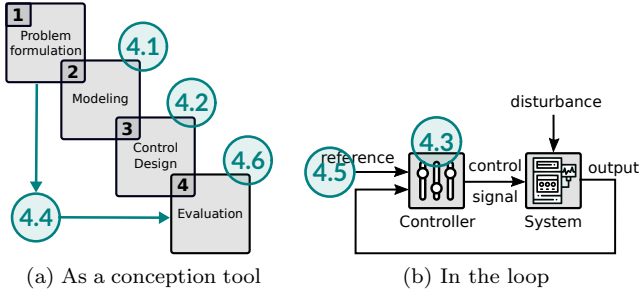 1
Problem
formulation
4.1
2
Modeling
4.2
3
Control
Design
4.6
4
Evaluation
4.4
(a) As a conception tool
disturbance
4.3
reference
4.5
control
signal
output
Controller
System
(b) In the loop